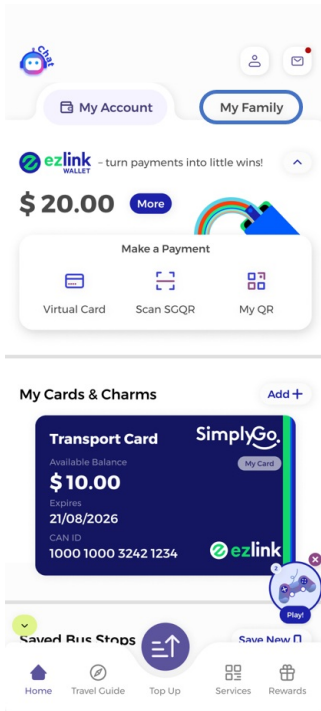 Chat
My Account
My Family
ezlink
WALLET
- turn payments into little wins!
$20.00
More
Make a Payment
Virtual Card
Scan SGQR
My QR
My Cards & Charms
Add +
Transport Card
SimplyGo.
Available Balance
My Card
$10.00
Expires
21/08/2026
CAN ID
1000 1000 3242 1234
ezlink
2
Play!
Saved Bus Stops
Save New
Home
Travel Guide
Top Up
Services
Rewards